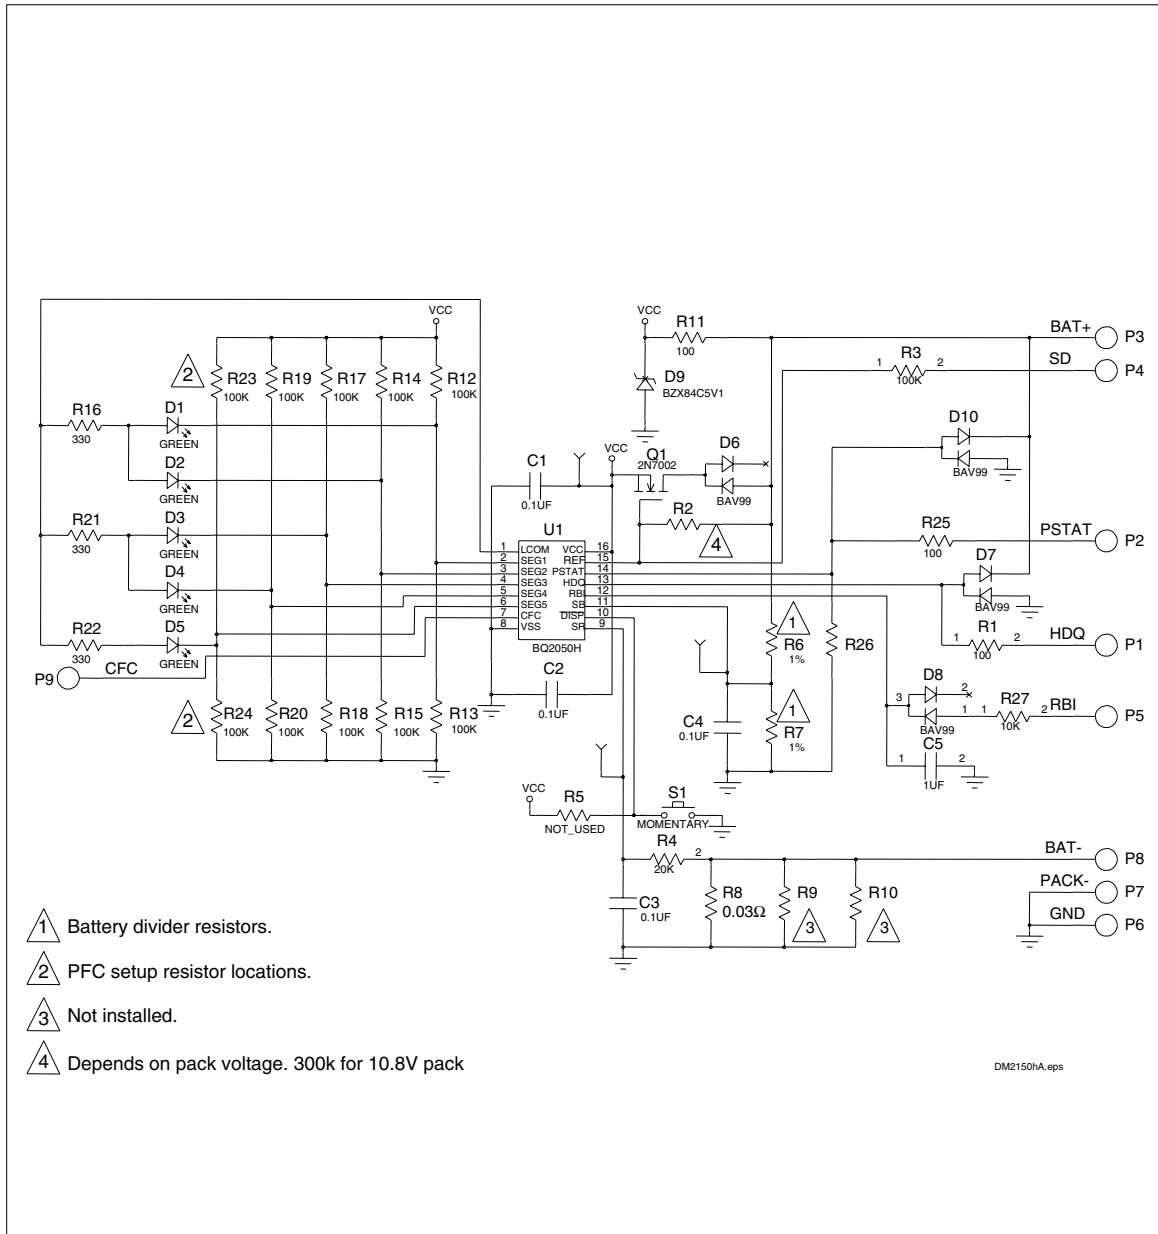 VCC
VCC
R11
100
BAT+
P3
R3
1
2
100K
SD
P4
2
R23
100K
R19
100K
R17
100K
R14
100K
R12
100K
D9
BZX84C5V1
R16
330
D1
GREEN
D2
GREEN
R21
330
D3
GREEN
D4
GREEN
R22
330
D5
GREEN
P9
CFC
C1
0.1UF
VCC
Q1
2N7002
D6
BAV99
R2
4
D10
BAV99
R25
100
PSTAT
P2
U1
1 LCOM VCC 16
2 SEG1 REF 15
3 SEG2 PSTAT 14
4 SEG3 HDQ 13
5 SEG4 RBI 12
6 SEG5 SB 11
7 CFC DISP 10
8 VSS SR 9
BQ2050H
D7
BAV99
1
R6
1%
R26
1
R1
2
100
HDQ
P1
C2
0.1UF
2
R24
100K
R20
100K
R18
100K
R15
100K
R13
100K
C4
0.1UF
1
R7
1%
D8
3
2
1
BAV99
1
R27
2
10K
RBI
P5
C5
1
2
1UF
VCC
R5
NOT_USED
S1
MOMENTARY
R4
2
20K
BAT-
P8
C3
0.1UF
R8
0.03Ω
R9
3
R10
3
PACK-
P7
GND
P6
1 Battery divider resistors.
2 PFC setup resistor locations.
3 Not installed.
4 Depends on pack voltage. 300k for 10.8V pack
DM2150hA.eps